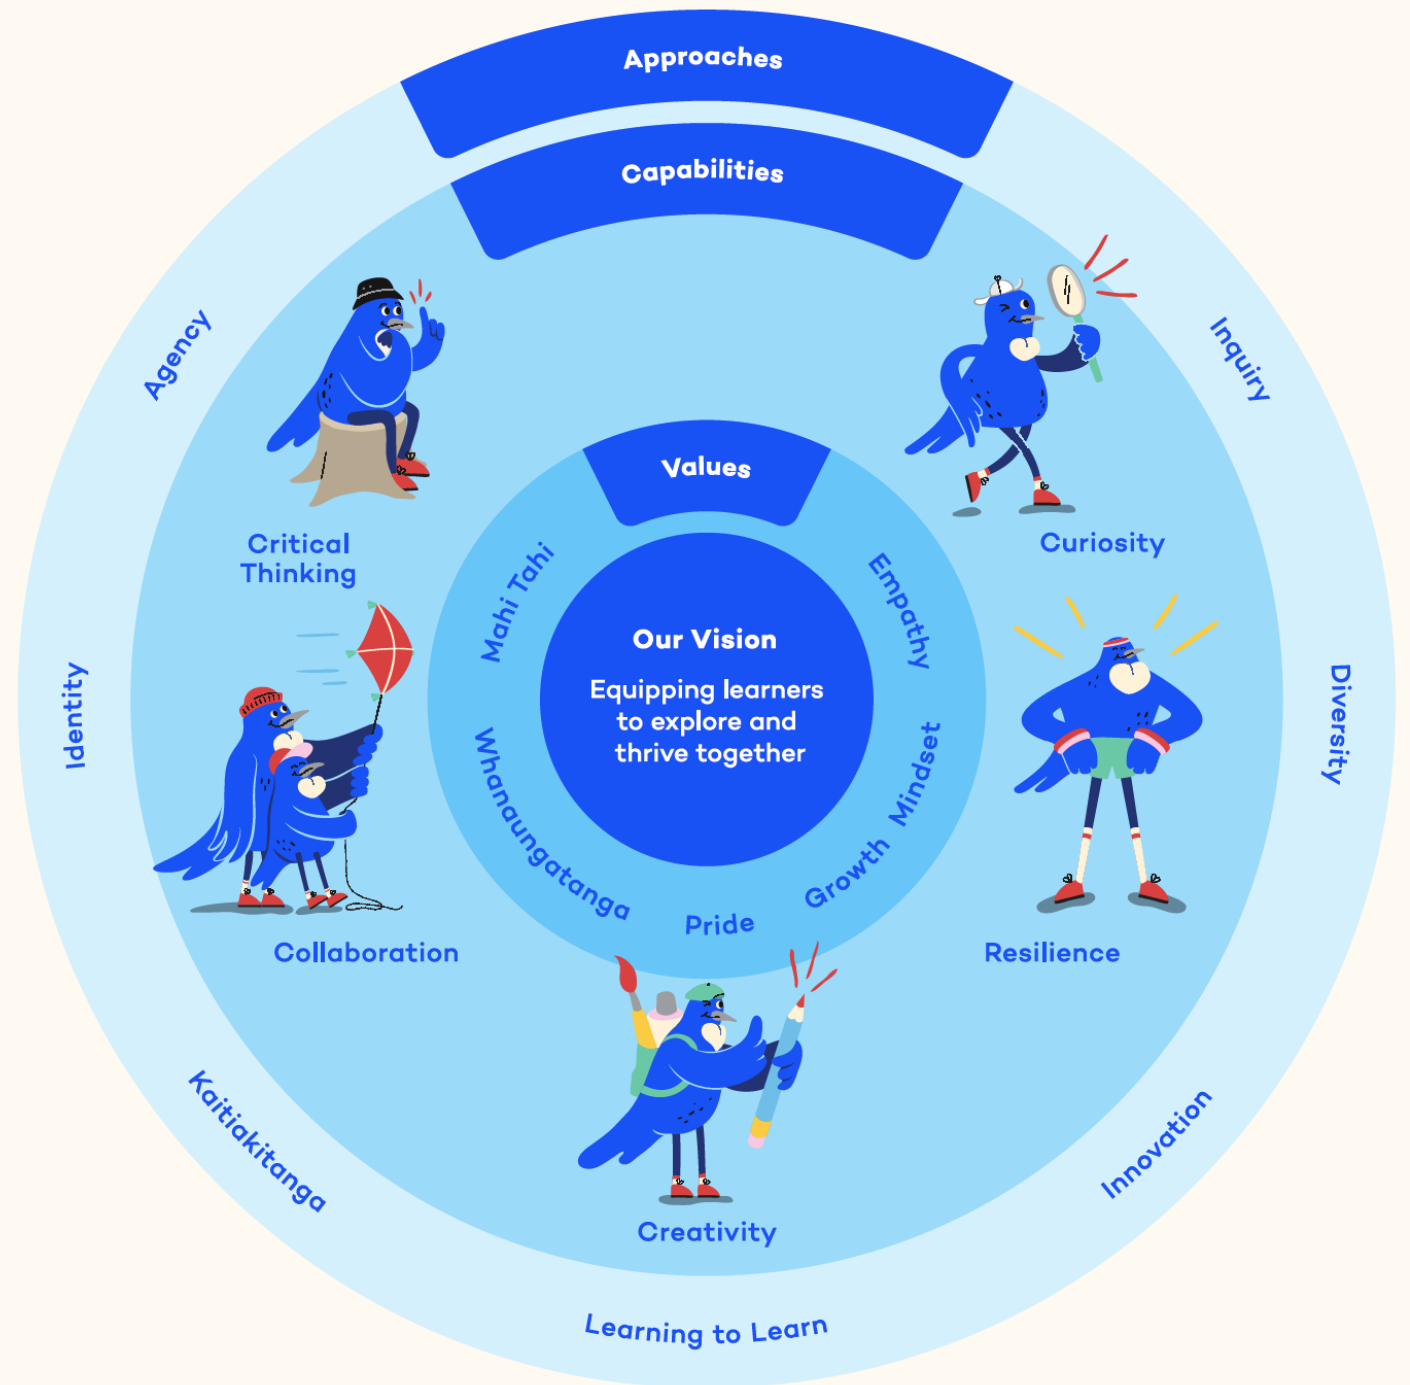 Approaches
Capabilities
Agency
Inquiry
Critical
Thinking
Curiosity
Values
Mahi Tahi
Empathy
Our Vision
Equipping learners
to explore and
thrive together
Identity
Diversity
Whanaungatanga
Pride
Growth Mindset
Collaboration
Resilience
Kaitiakitanga
Innovation
Creativity
Learning to Learn